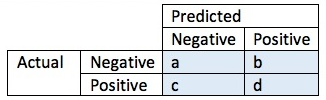 Predicted
Negative Positive
Actual Negative a b
Positive c d